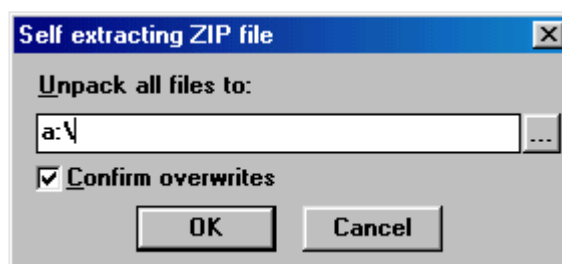 Self extracting ZIP file
Unpack all files to:
a:\
...
Confirm overwrites
OK
Cancel